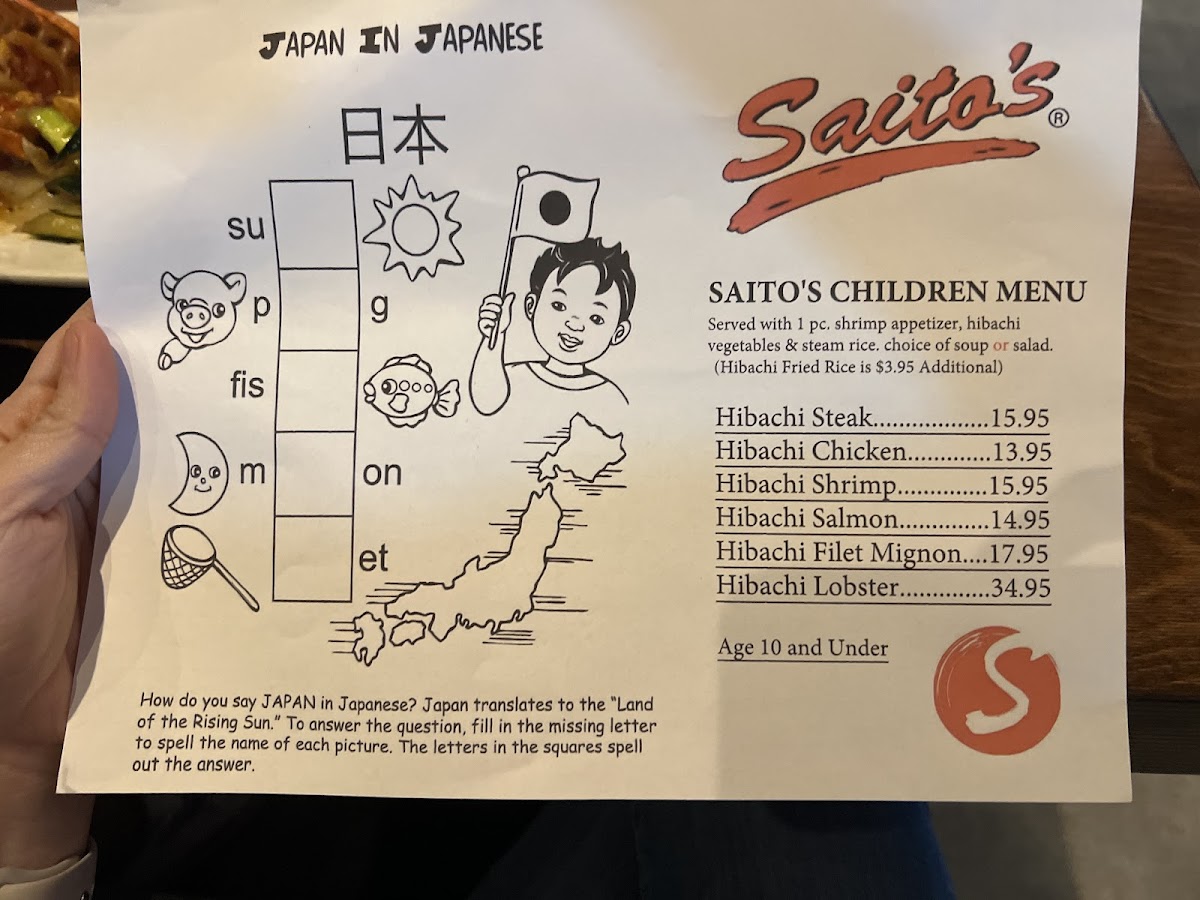 JAPAN IN JAPANESE
日本
su
p g
fis
m on
et
How do you say JAPAN in Japanese? Japan translates to the "Land
of the Rising Sun." To answer the question, fill in the missing letter
to spell the name of each picture. The letters in the squares spell
out the answer.
Saito's®
SAITO'S CHILDREN MENU
Served with 1 pc. shrimp appetizer, hibachi
vegetables & steam rice. choice of soup or salad.
(Hibachi Fried Rice is $3.95 Additional)
Hibachi Steak...................15.95
Hibachi Chicken.............13.95
Hibachi Shrimp..............15.95
Hibachi Salmon..............14.95
Hibachi Filet Mignon....17.95
Hibachi Lobster..............34.95
Age 10 and Under
S